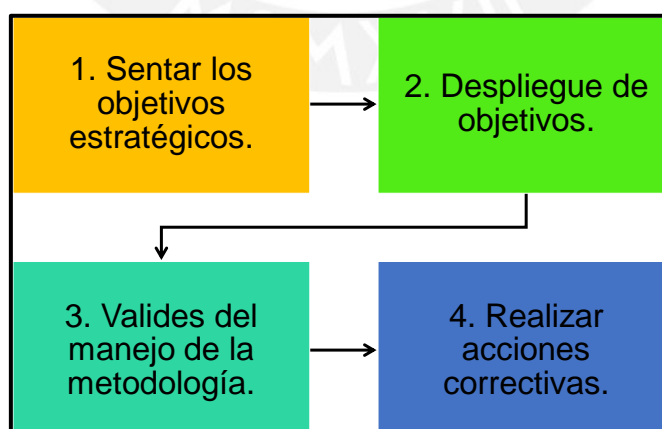 1. Sentar los
objetivos
estratégicos.
2. Despliegue de
objetivos.
3. Valides del
manejo de la
metodología.
4. Realizar
acciones
correctivas.